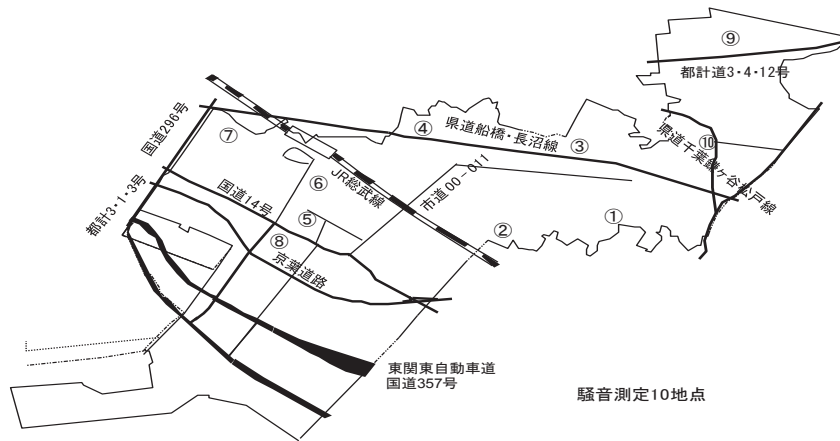 ⑨
都計道3・4・12号
国道296号
⑦
④
県道船橋・長沼線
③
⑩
県道千葉鎌ケ谷松戸線
都計3・1・3号
⑥
JR総武線
市道00-011
国道14号
⑤
⑧
②
①
京葉道路
東関東自動車道
国道357号
騒音測定10地点